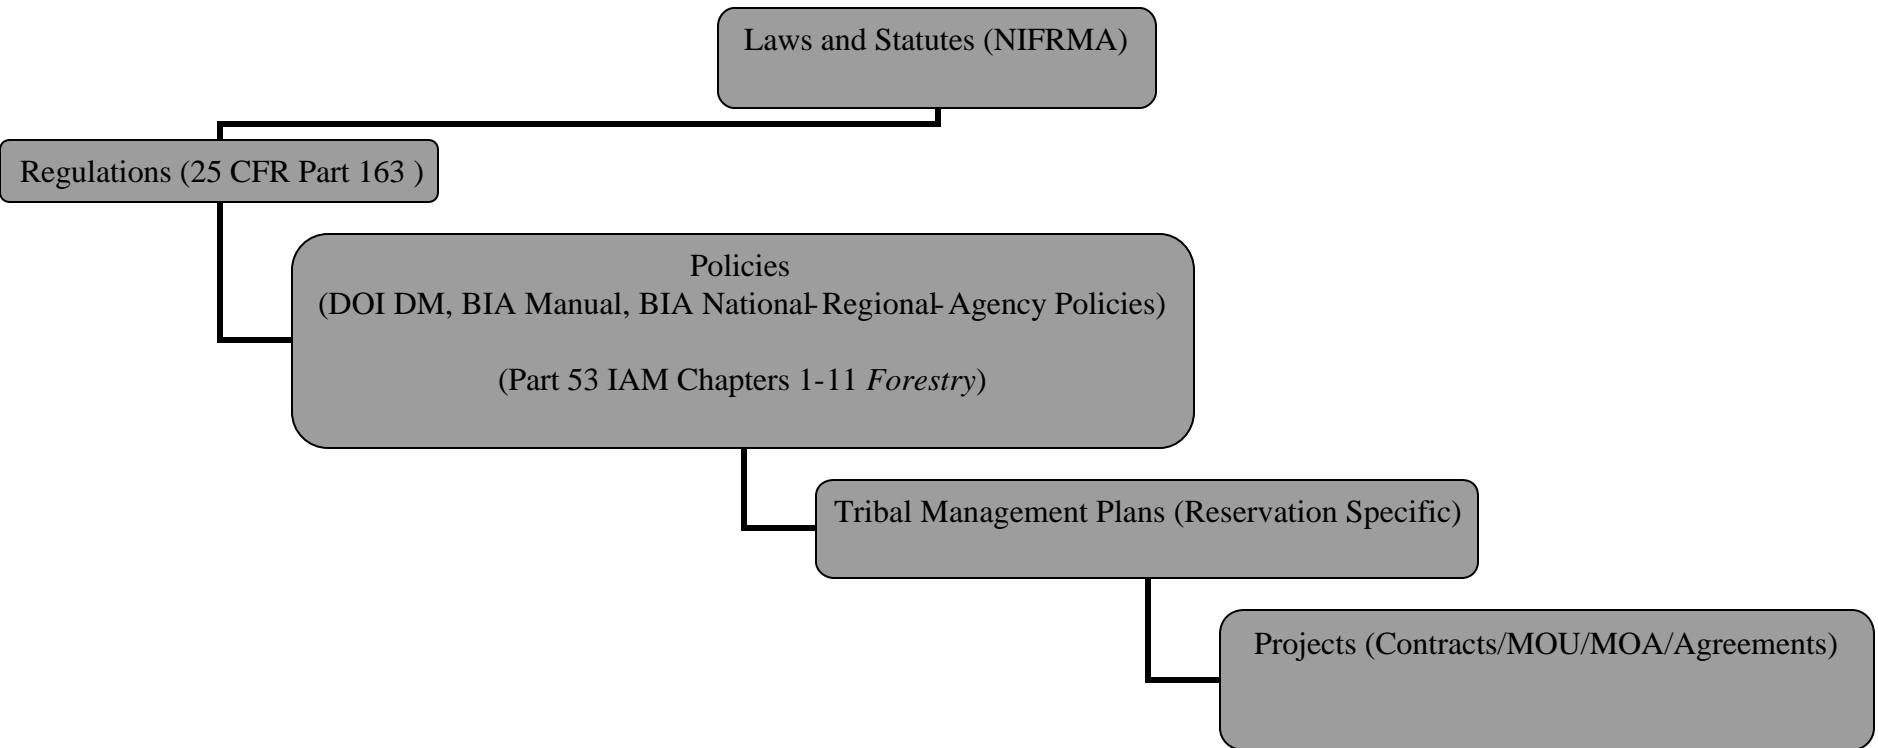 Laws and Statutes (NIFRMA)
Regulations (25 CFR Part 163 )
Policies
(DOI DM, BIA Manual, BIA National-Regional-Agency Policies)
(Part 53 IAM Chapters 1-11 Forestry)
Tribal Management Plans (Reservation Specific)
Projects (Contracts/MOU/MOA/Agreements)